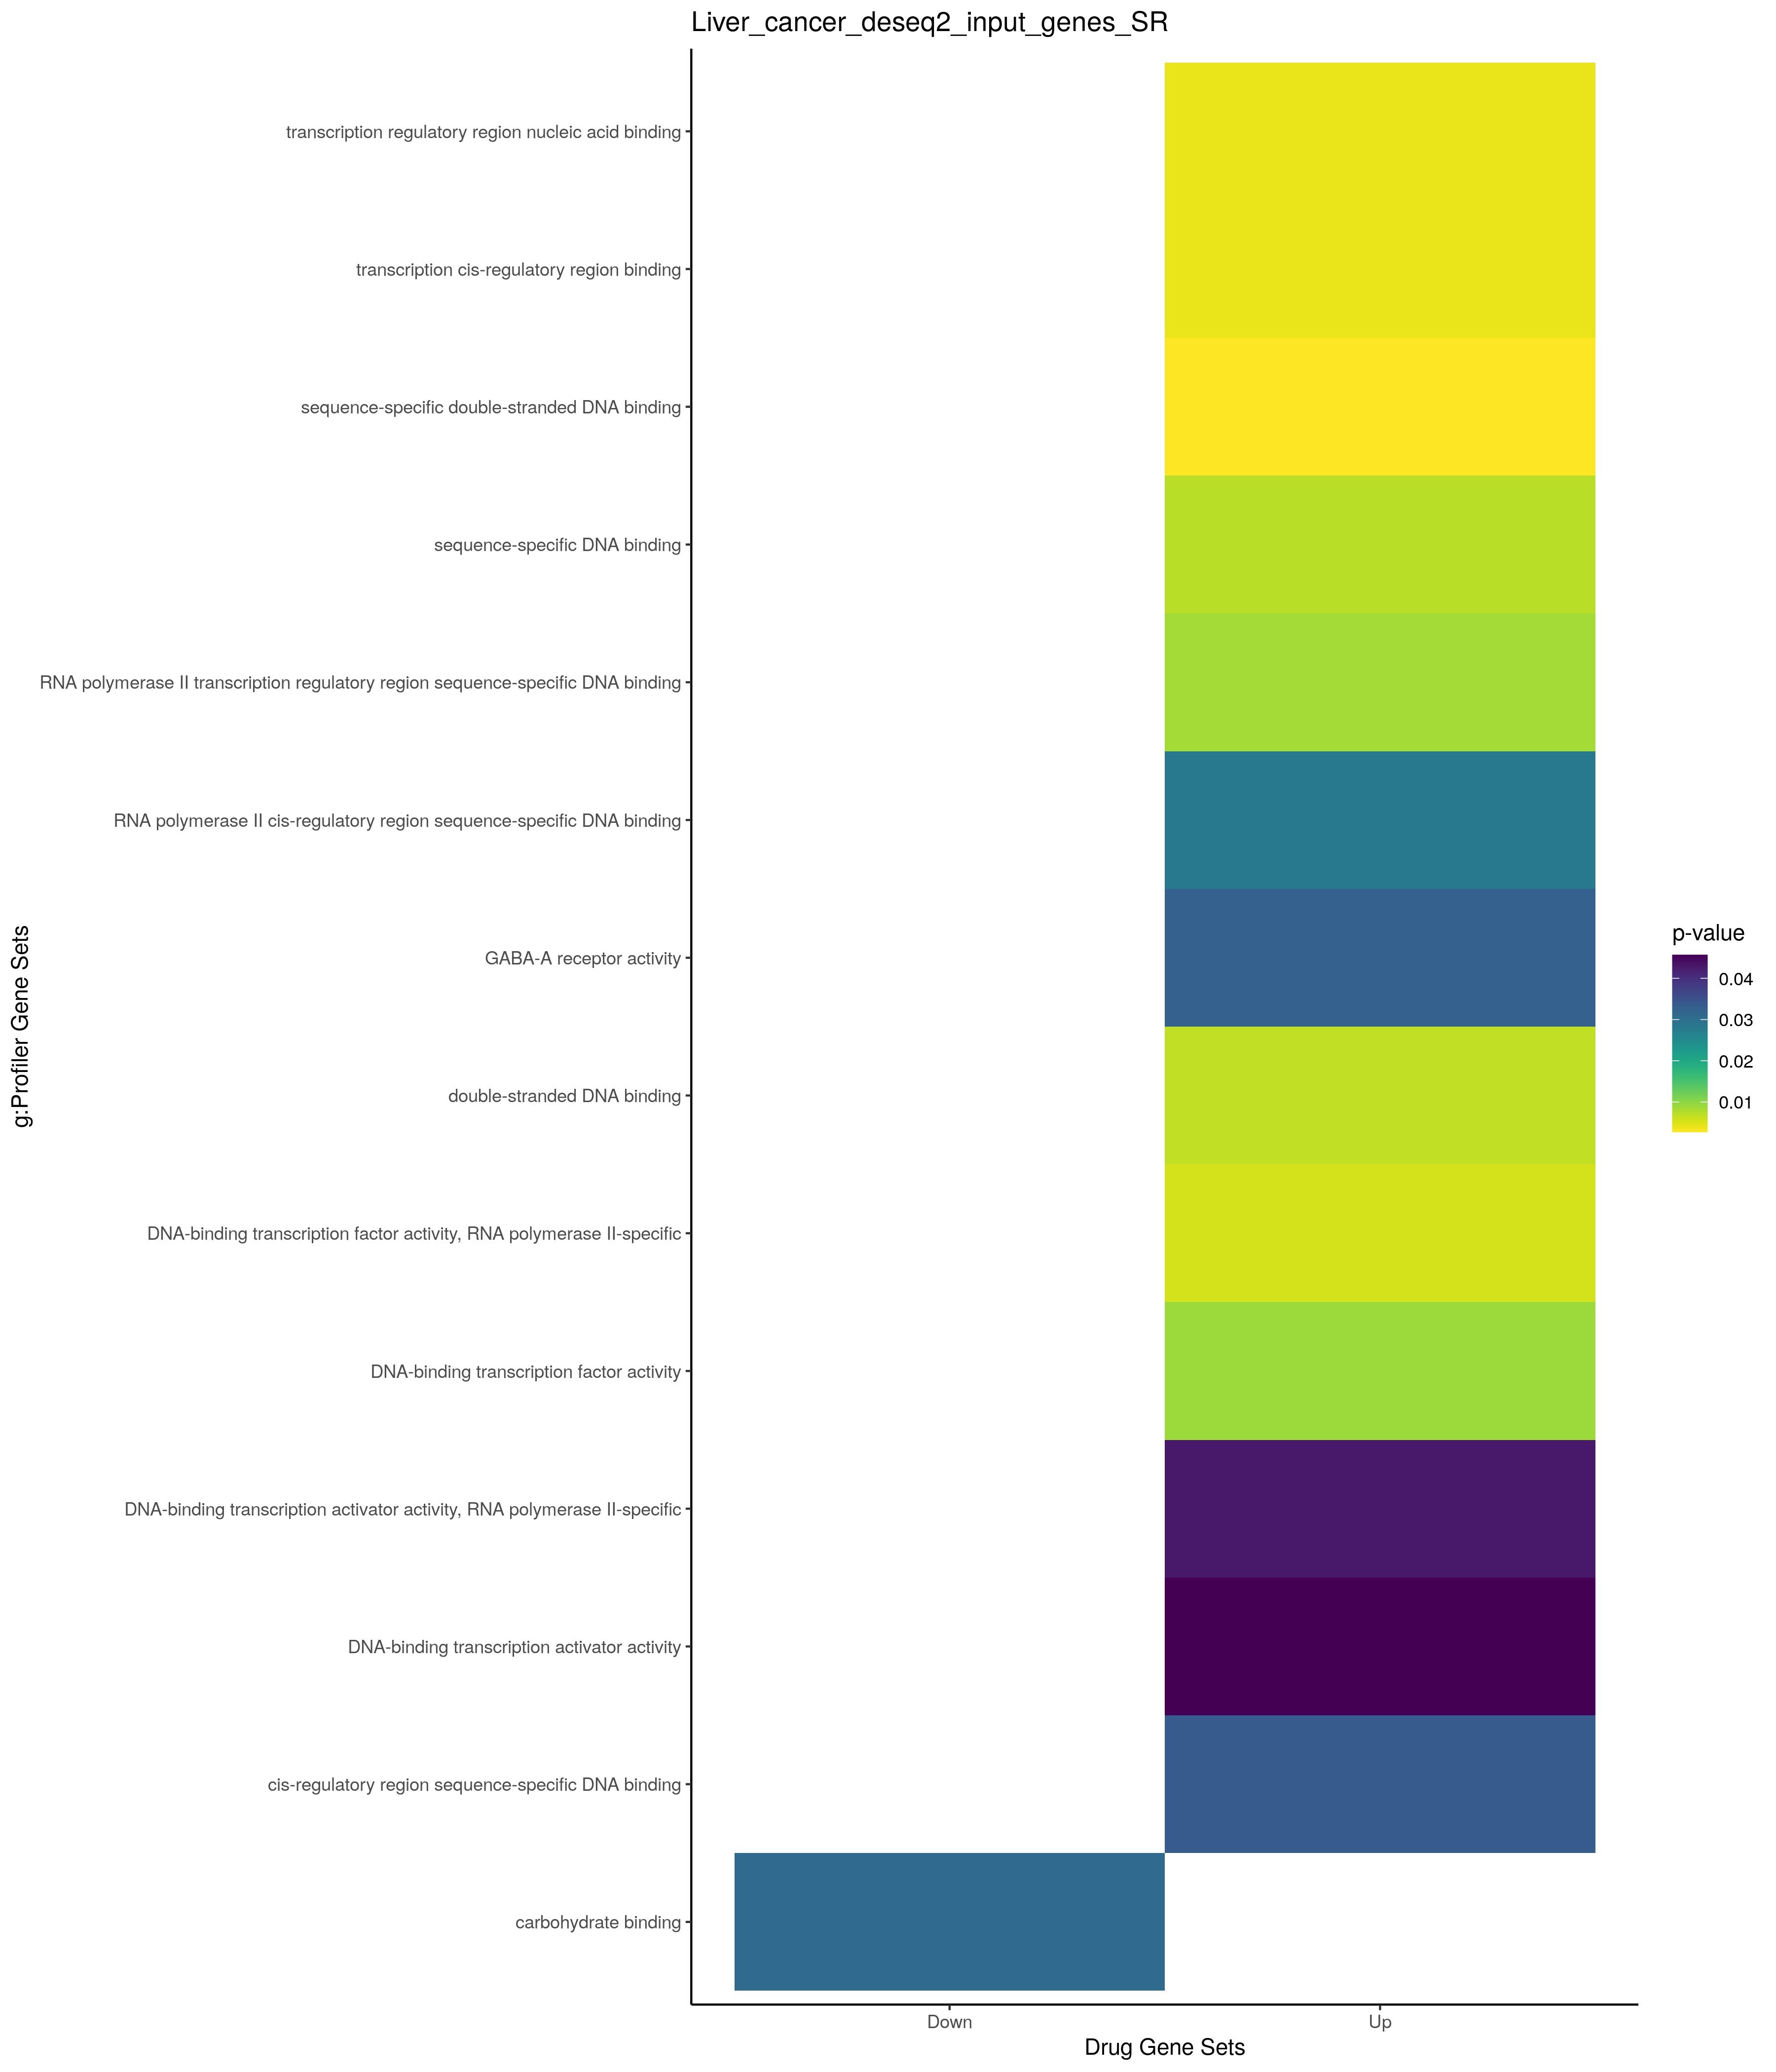 Liver_cancer_deseq2_input_genes_SR
transcription regulatory region nucleic acid binding
transcription cis-regulatory region binding
sequence-specific double-stranded DNA binding
sequence-specific DNA binding
RNA polymerase II transcription regulatory region sequence-specific DNA binding
RNA polymerase II cis-regulatory region sequence-specific DNA binding
GABA-A receptor activity
double-stranded DNA binding
DNA-binding transcription factor activity, RNA polymerase II-specific
DNA-binding transcription factor activity
DNA-binding transcription activator activity, RNA polymerase II-specific
DNA-binding transcription activator activity
cis-regulatory region sequence-specific DNA binding
carbohydrate binding
g:Profiler Gene Sets
Down
Up
Drug Gene Sets
p-value
0.04
0.03
0.02
0.01